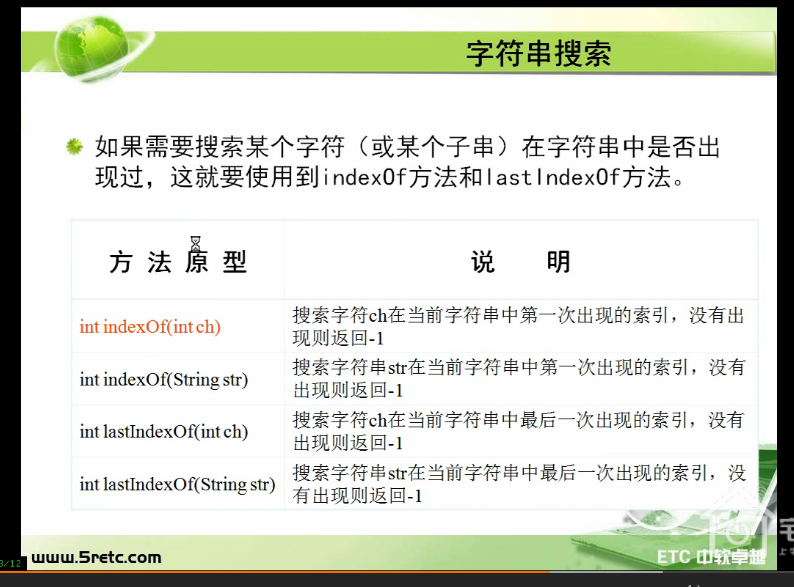 字符串搜索
如果需要搜索某个字符（或某个子串）在字符串中是否出
现过，这就要使用到indexOf方法和lastIndexOf方法。
方 法 原 型
说 明
int indexOf(int ch)
搜索字符ch在当前字符串中第一次出现的索引，没有出
现则返回-1
int indexOf(String str)
搜索字符串str在当前字符串中第一次出现的索引，没有
出现则返回-1
int lastIndexOf(int ch)
搜索字符ch在当前字符串中最后一次出现的索引，没有
出现则返回-1
int lastIndexOf(String str)
搜索字符串str在当前字符串中最后一次出现的索引，没
有出现则返回-1
www.5retc.com
ETC 中软卓越